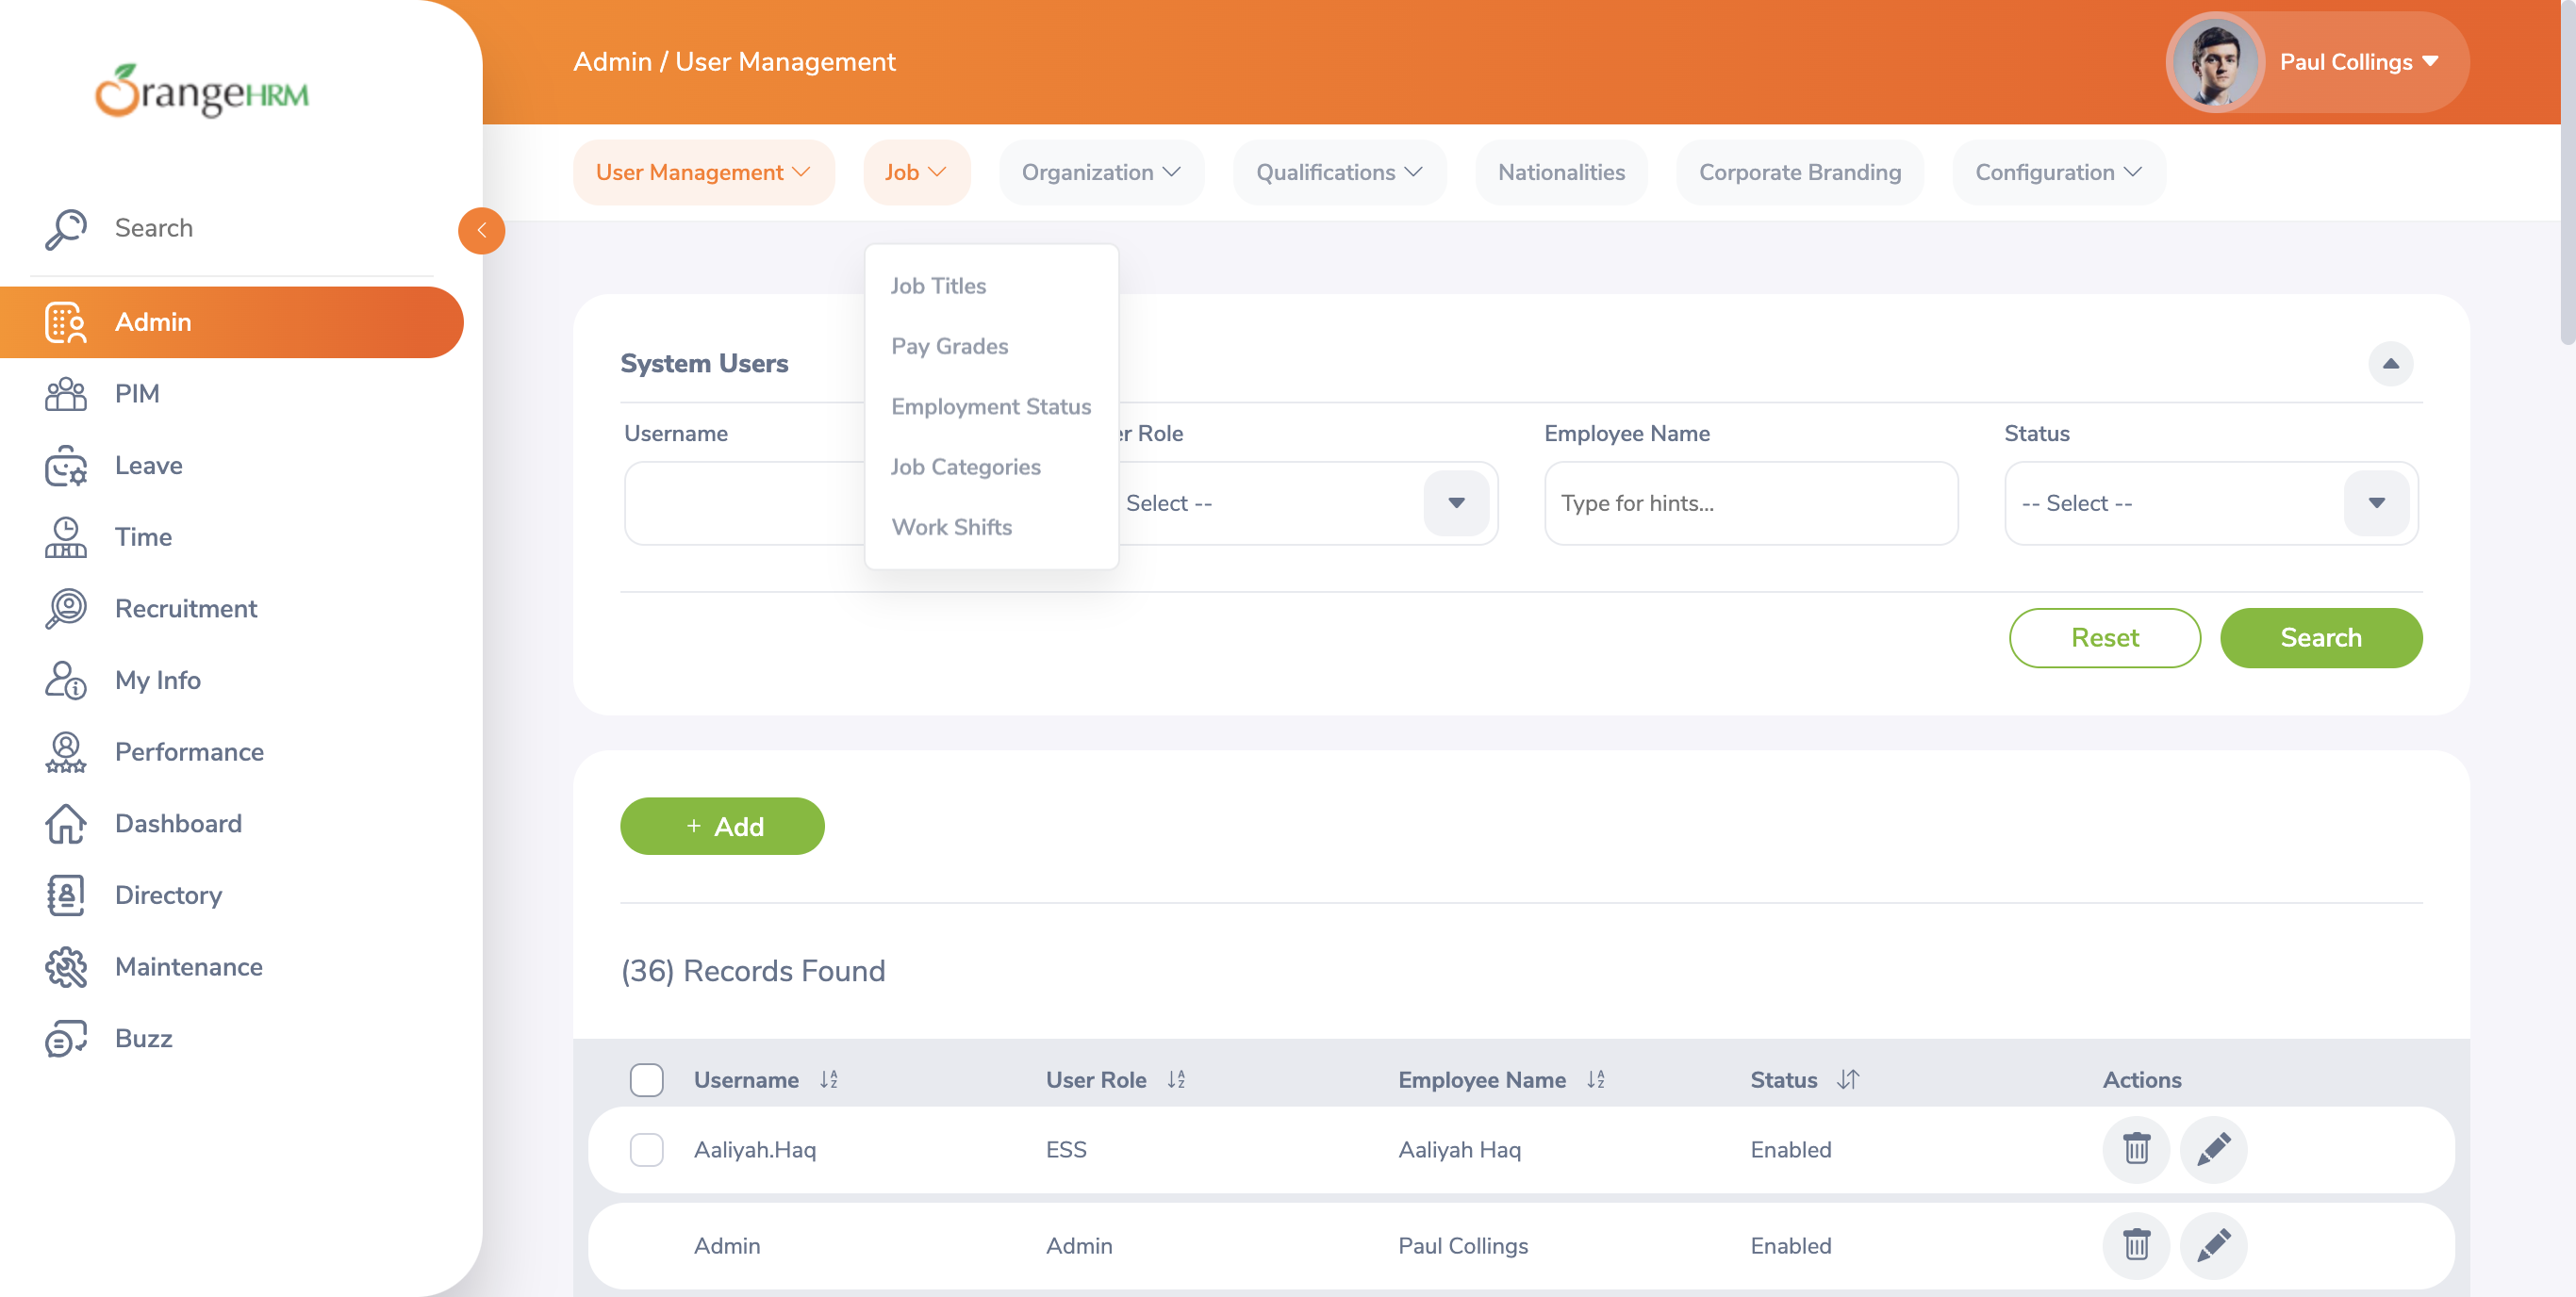 OrangeHRM
Admin / User Management
Paul Collings
User Management
Job
Organization
Qualifications
Nationalities
Corporate Branding
Configuration
Search
Admin
PIM
Leave
Time
Recruitment
My Info
Performance
Dashboard
Directory
Maintenance
Buzz
Job Titles
Pay Grades
Employment Status
Job Categories
Work Shifts
System Users
Username
er Role
Employee Name
Status
Select --
Type for hints...
-- Select --
Reset
Search
+ Add
(36) Records Found
Username
User Role
Employee Name
Status
Actions
Aaliyah.Haq
ESS
Aaliyah Haq
Enabled
Admin
Admin
Paul Collings
Enabled